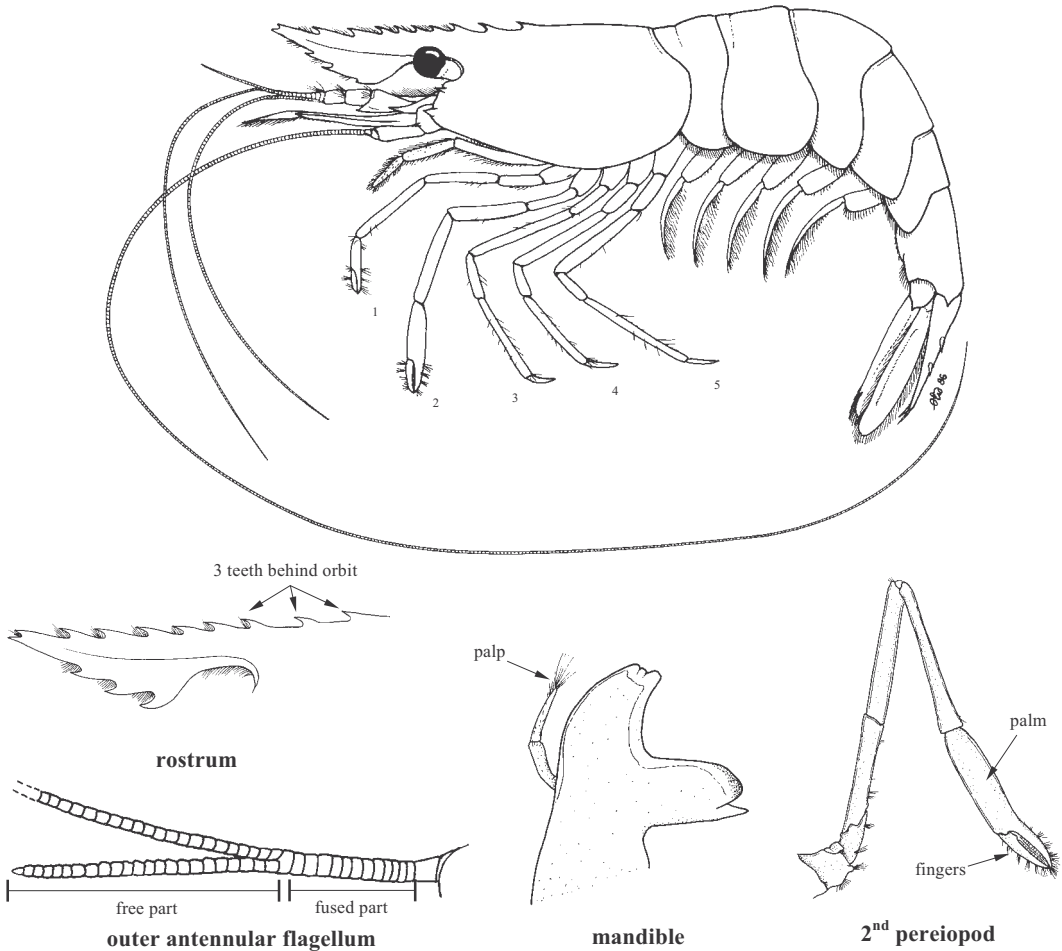 1
2
3
4
5
3 teeth behind orbit
rostrum
palp
palm
fingers
free part
fused part
outer antennular flagellum
mandible
2nd pereiopod